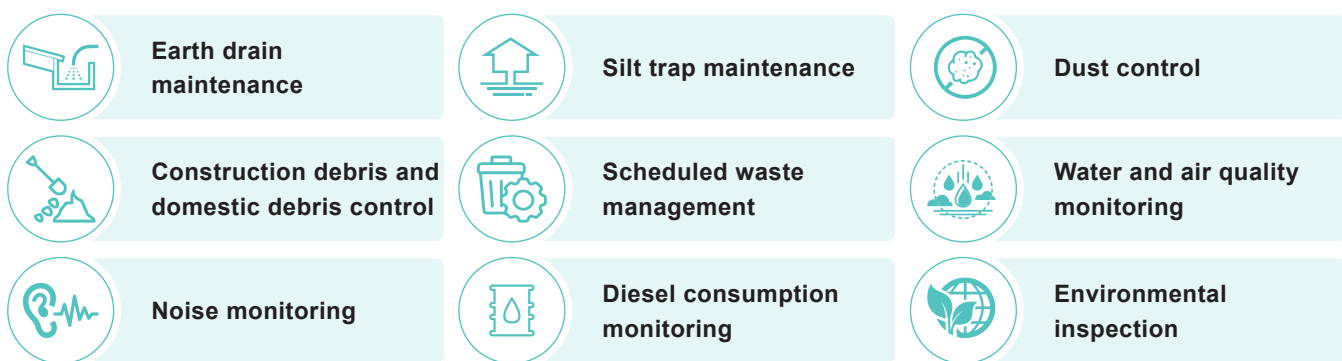 Earth drain
maintenance
Silt trap maintenance
Dust control
Construction debris and
domestic debris control
Scheduled waste
management
Water and air quality
monitoring
Noise monitoring
Diesel consumption
monitoring
Environmental
inspection